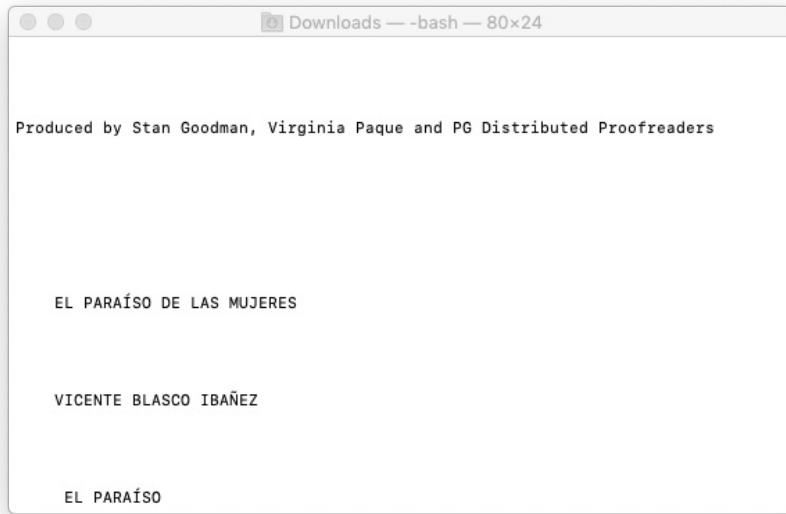 Downloads — -bash — 80×24
Produced by Stan Goodman, Virginia Paque and PG Distributed Proofreaders
EL PARAÍSO DE LAS MUJERES
VICENTE BLASCO IBAÑEZ
EL PARAÍSO